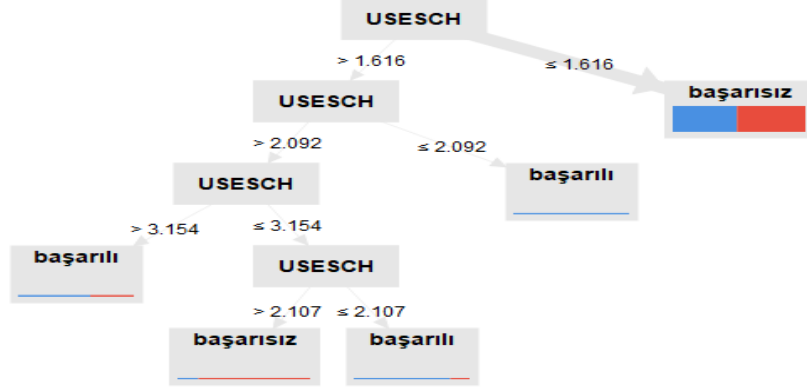 USESCH
> 1.616
≤ 1.616
USESCH
başarısız
> 2.092
≤ 2.092
USESCH
başarılı
> 3.154
≤ 3.154
başarılı
USESCH
> 2.107
≤ 2.107
başarısız
başarılı